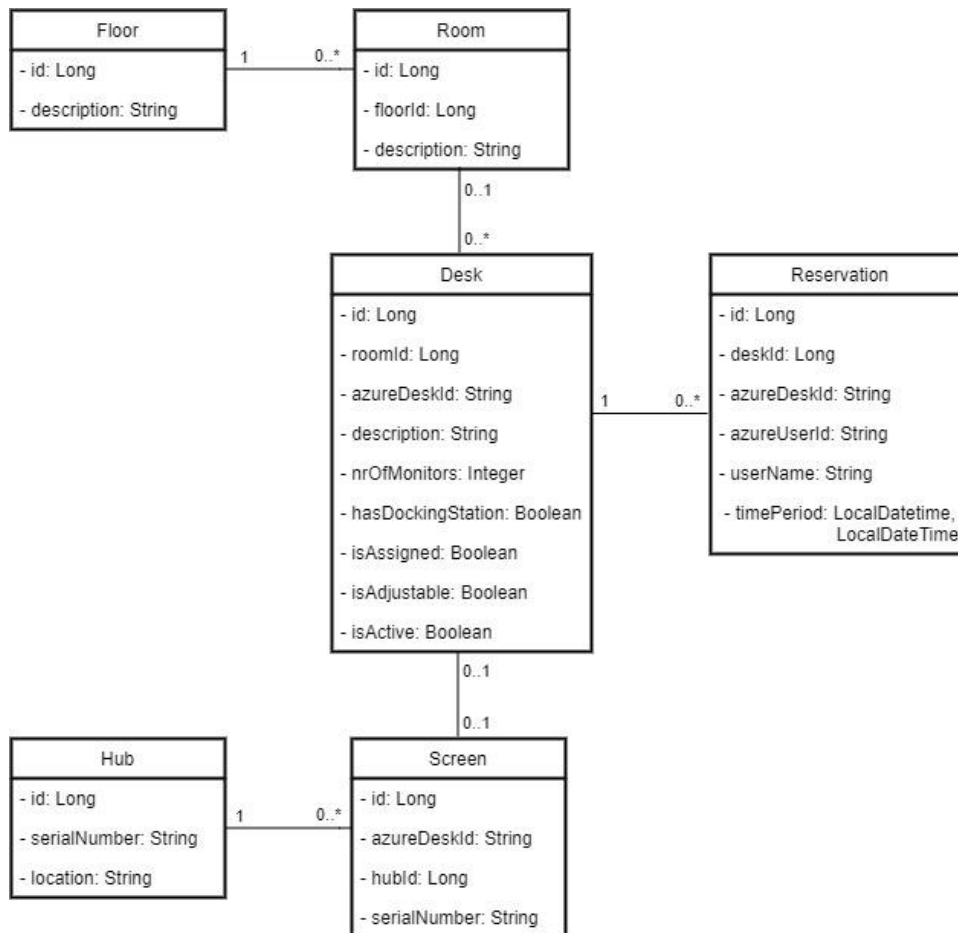 Floor
- id: Long
- description: String
1
0..*
Room
- id: Long
- floorId: Long
- description: String
0..1
0..*
Desk
- id: Long
- roomId: Long
- azureDeskId: String
- description: String
- nrOfMonitors: Integer
- hasDockingStation: Boolean
- isAssigned: Boolean
- isAdjustable: Boolean
- isActive: Boolean
1
0..*
Reservation
- id: Long
- deskId: Long
- azureDeskId: String
- azureUserId: String
- userName: String
- timePeriod: LocalDatetime,
LocalDateTime
0..1
0..1
Hub
- id: Long
- serialNumber: String
- location: String
1
0..*
Screen
- id: Long
- azureDeskId: String
- hubId: Long
- serialNumber: String